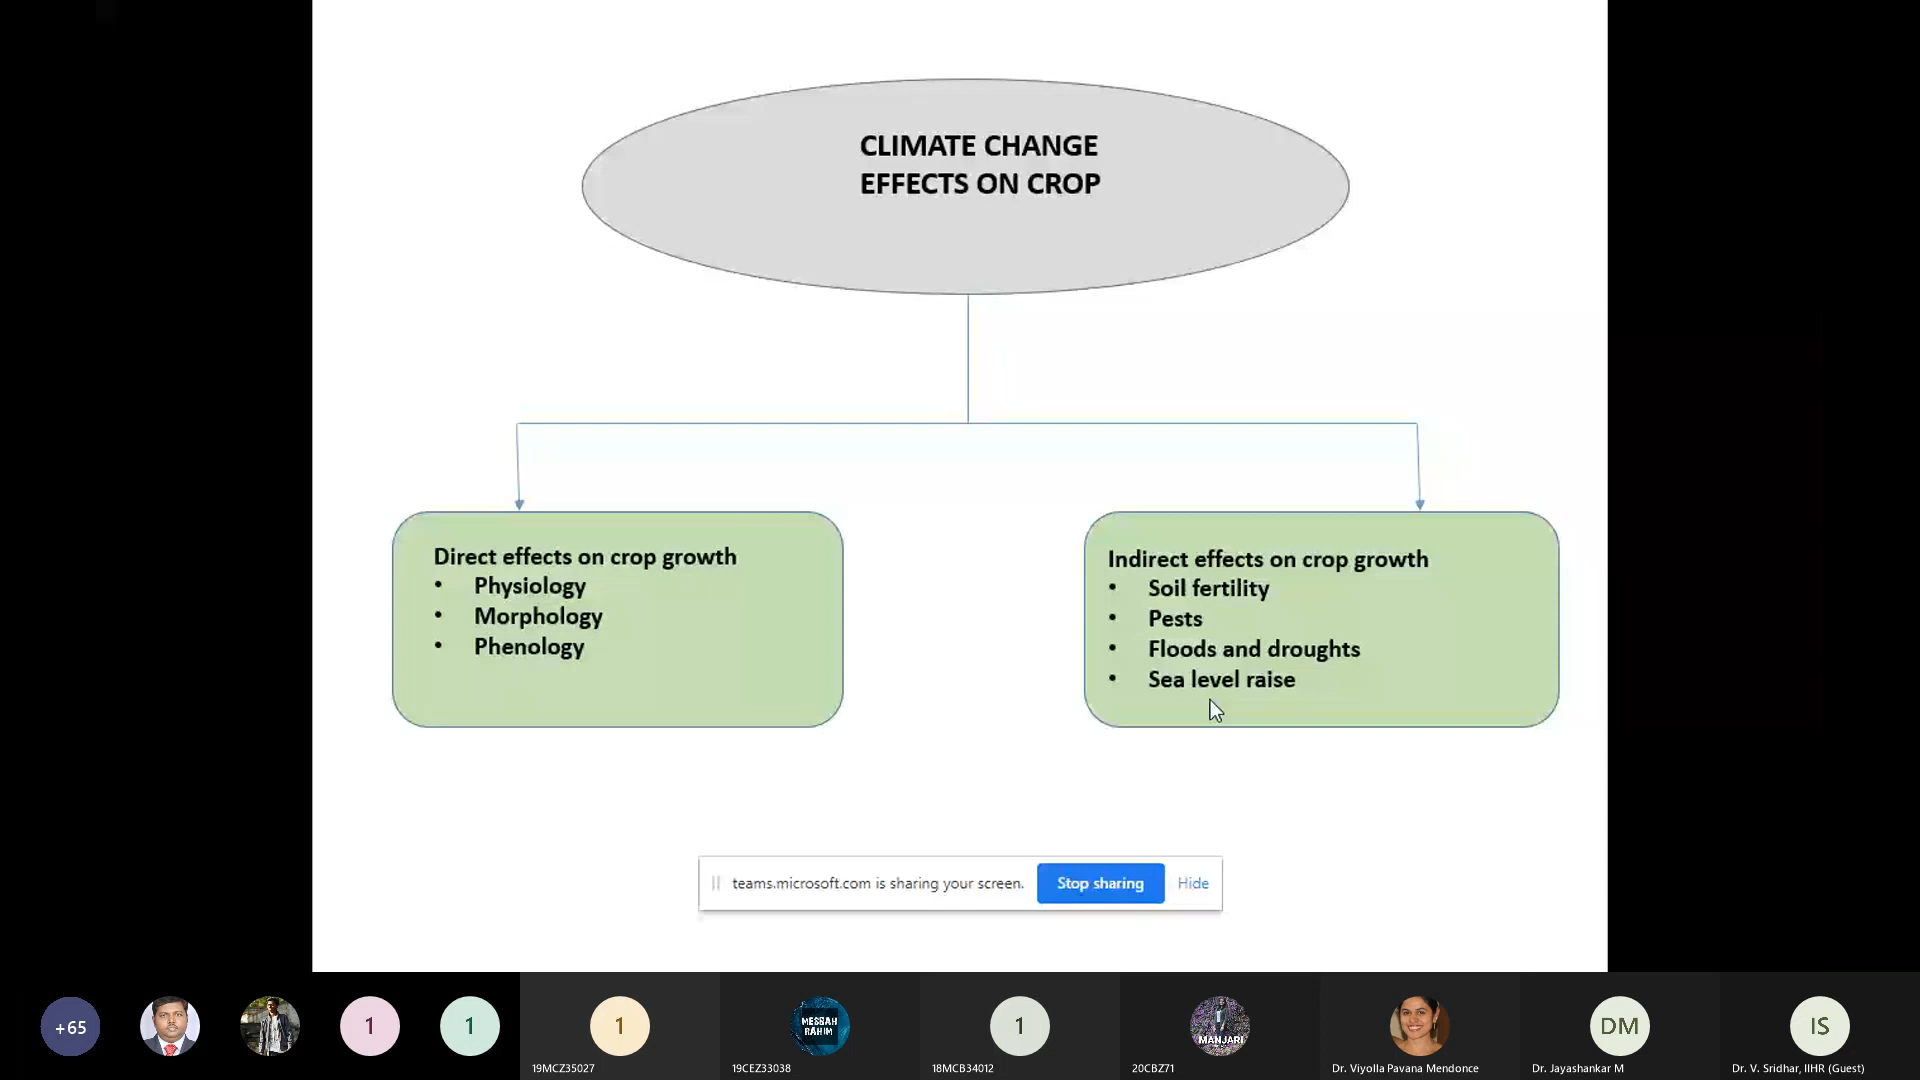 CLIMATE CHANGE
EFFECTS ON CROP
Direct effects on crop growth
• Physiology
• Morphology
• Phenology
Indirect effects on crop growth
• Soil fertility
• Pests
• Floods and droughts
• Sea level raise
teams.microsoft.com is sharing your screen. Stop sharing Hide
+65
1
1
1
19MCZ35027
MESBAH
RAHIM
19CEZ33038
1
18MCB34012
MANJARI
20CBZ71
Dr. Viyolla Pavana Mendonce
DM
Dr. Jayashankar M
IS
Dr. V. Sridhar, IIHR (Guest)